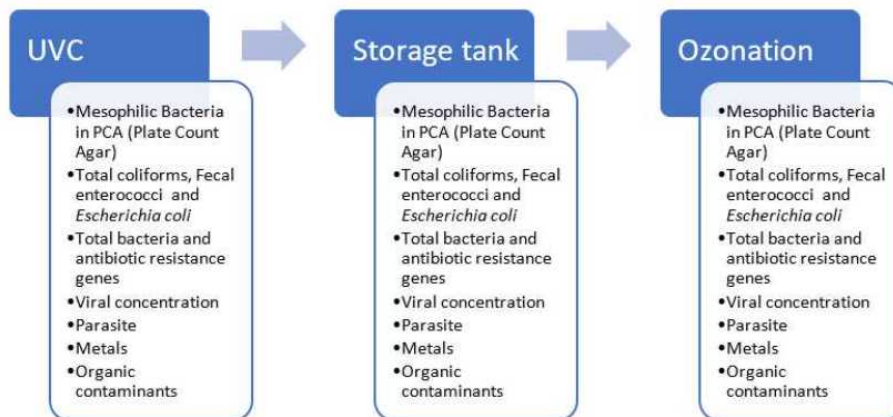 UVC
•Mesophilic Bacteria
in PCA (Plate Count
Agar)
•Total coliforms, Fecal
enterococci and
Escherichia coli
•Total bacteria and
antibiotic resistance
genes
•Viral concentration
•Parasite
•Metals
•Organic
contaminants
Storage tank
•Mesophilic Bacteria
in PCA (Plate Count
Agar)
•Total coliforms, Fecal
enterococci and
Escherichia coli
•Total bacteria and
antibiotic resistance
genes
•Viral concentration
•Parasite
•Metals
•Organic
contaminants
Ozonation
•Mesophilic Bacteria
in PCA (Plate Count
Agar)
•Total coliforms, Fecal
enterococci and
Escherichia coli
•Total bacteria and
antibiotic resistance
genes
•Viral concentration
•Parasite
•Metals
•Organic
contaminants